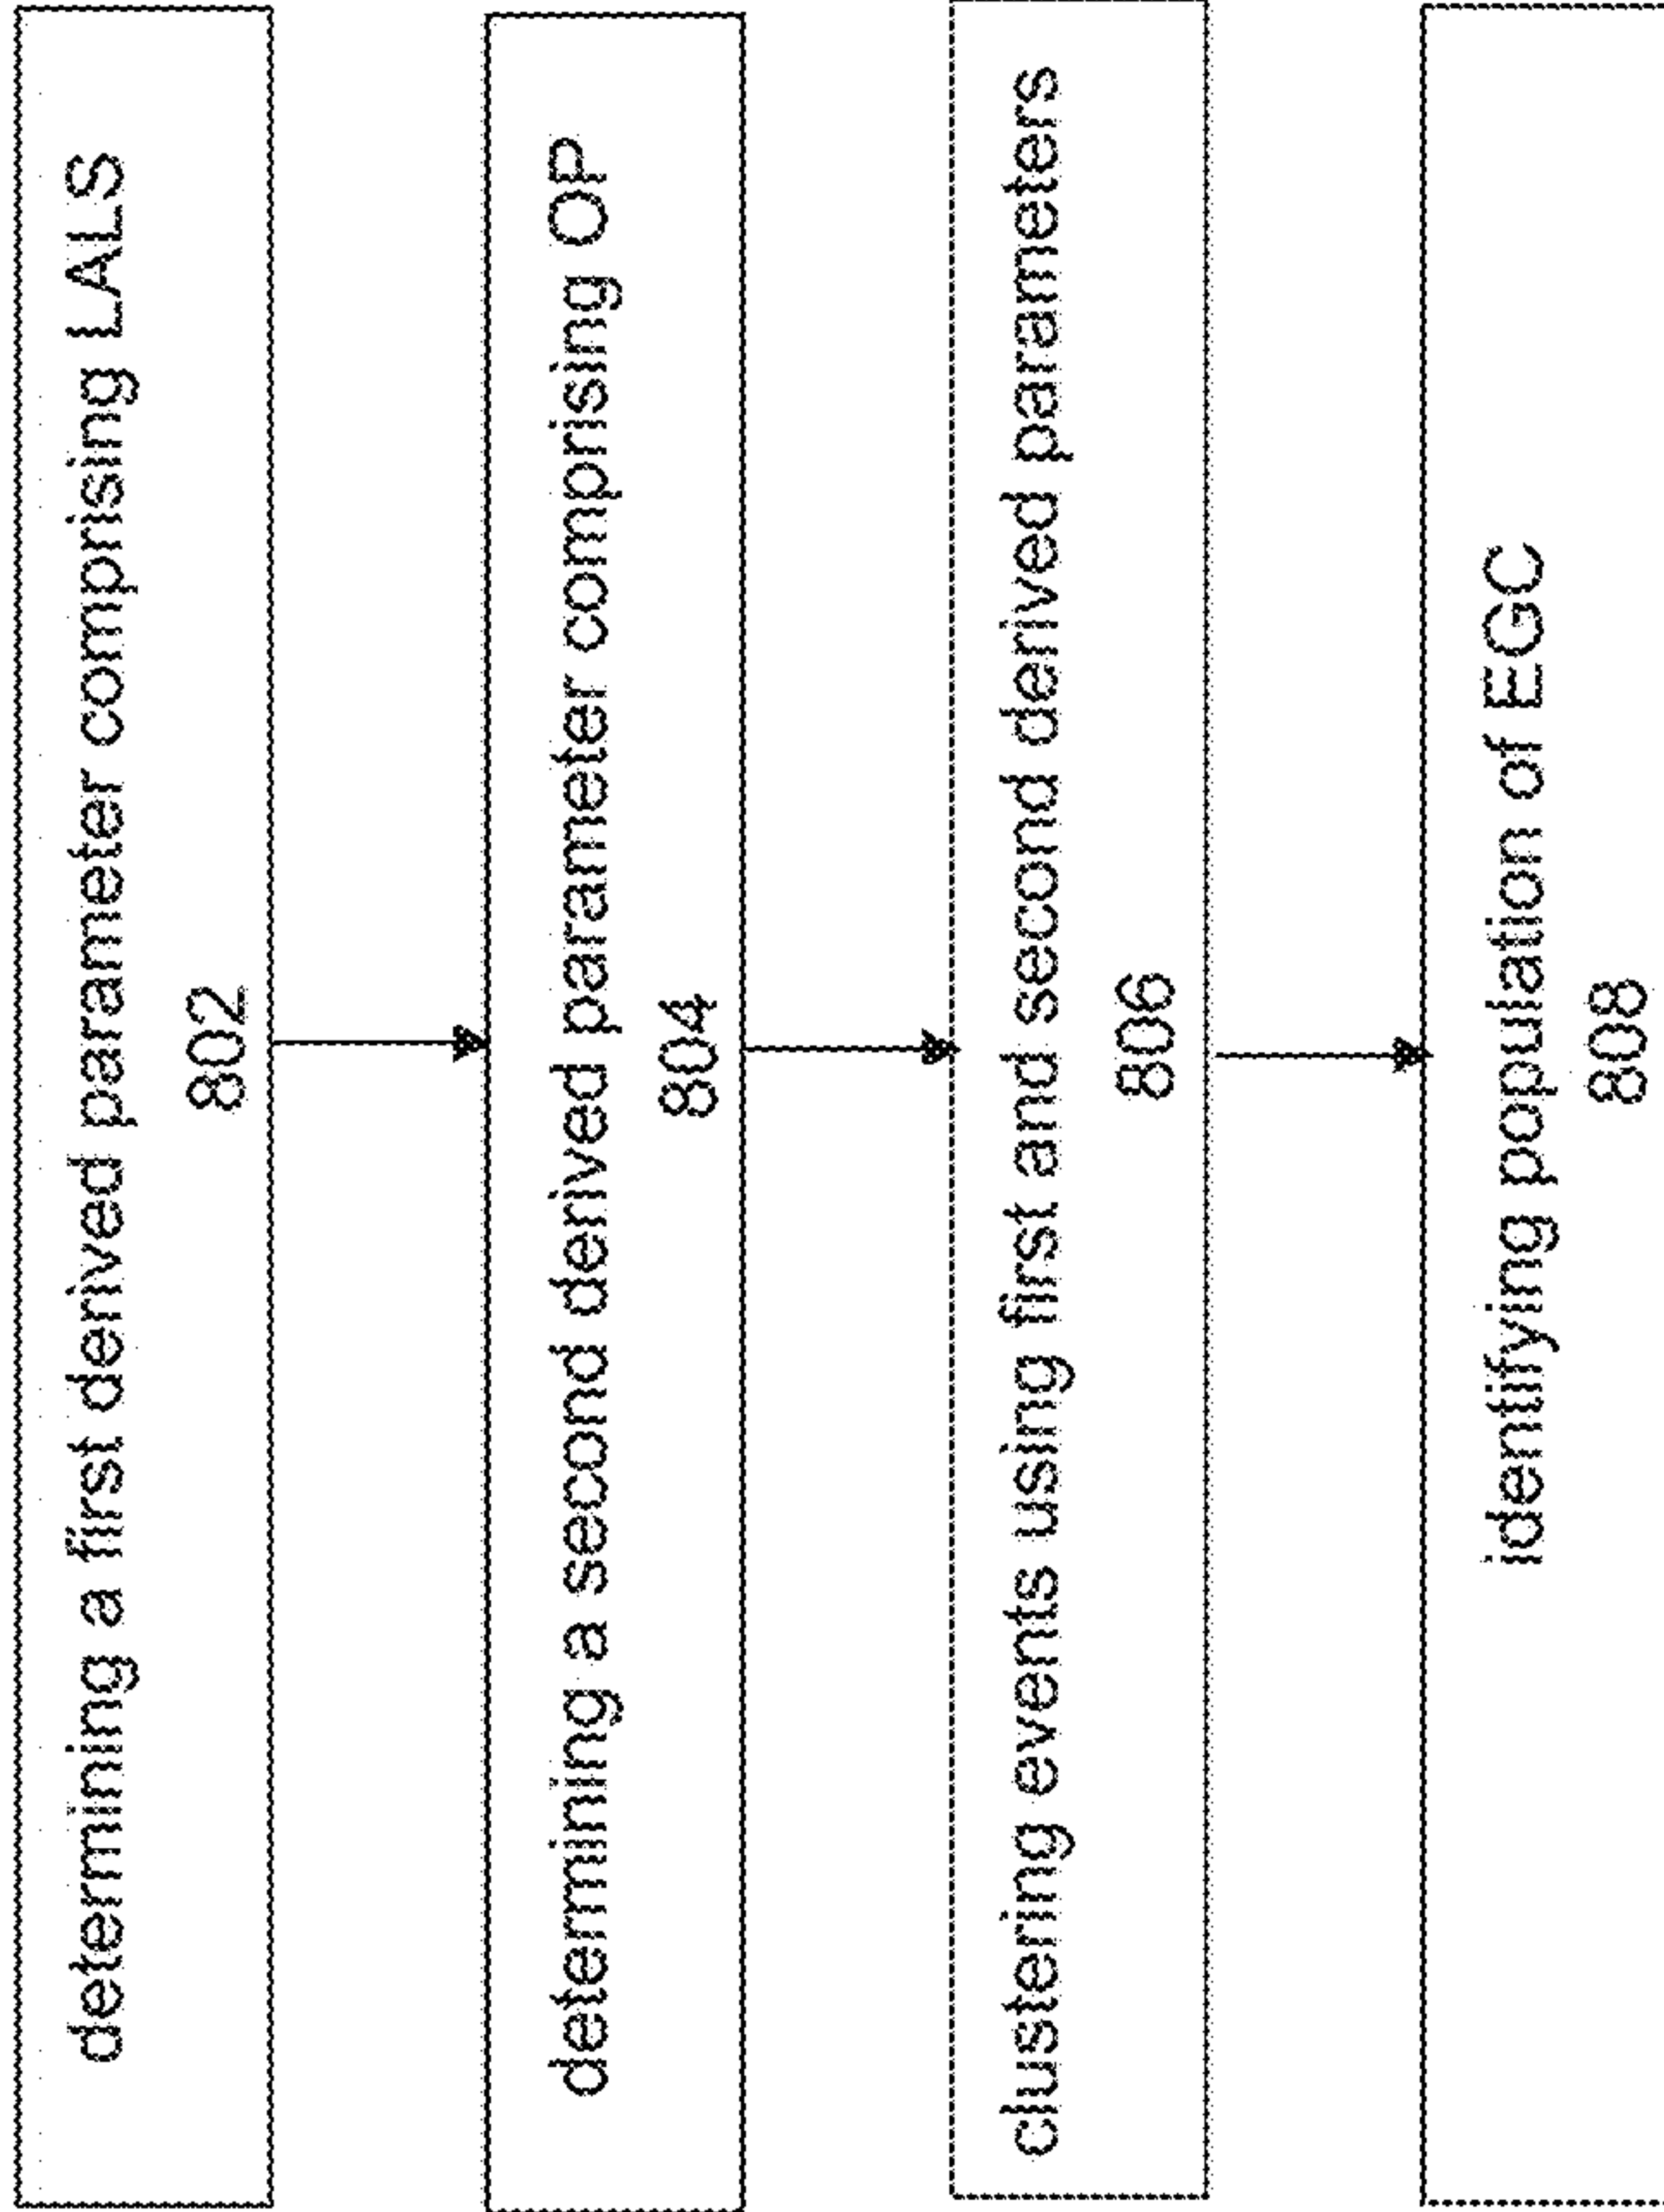 determining a first derived parameter comprising LALS
802
determining a second derived parameter comprising OP
804
clustering events using first and second derived parameters
806
identifying population of EGC
808